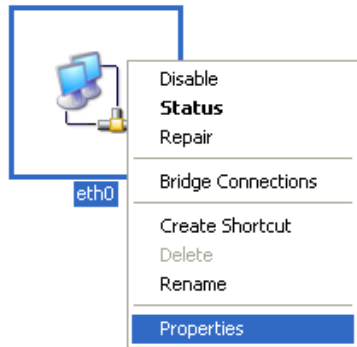 eth0
Disable
Status
Repair
Bridge Connections
Create Shortcut
Delete
Rename
Properties